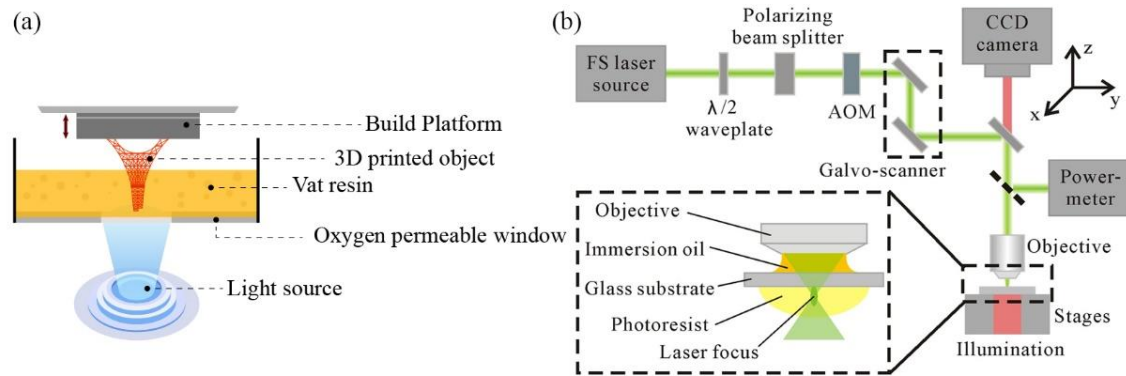 (a)
Build Platform
3D printed object
Vat resin
Oxygen permeable window
Light source
(b)
FS laser
source
λ/2
waveplate
Polarizing
beam splitter
AOM
Galvo-scanner
CCD
camera
z
y
x
Power-
meter
Objective
Stages
Illumination
Objective
Immersion oil
Glass substrate
Photoresist
Laser focus